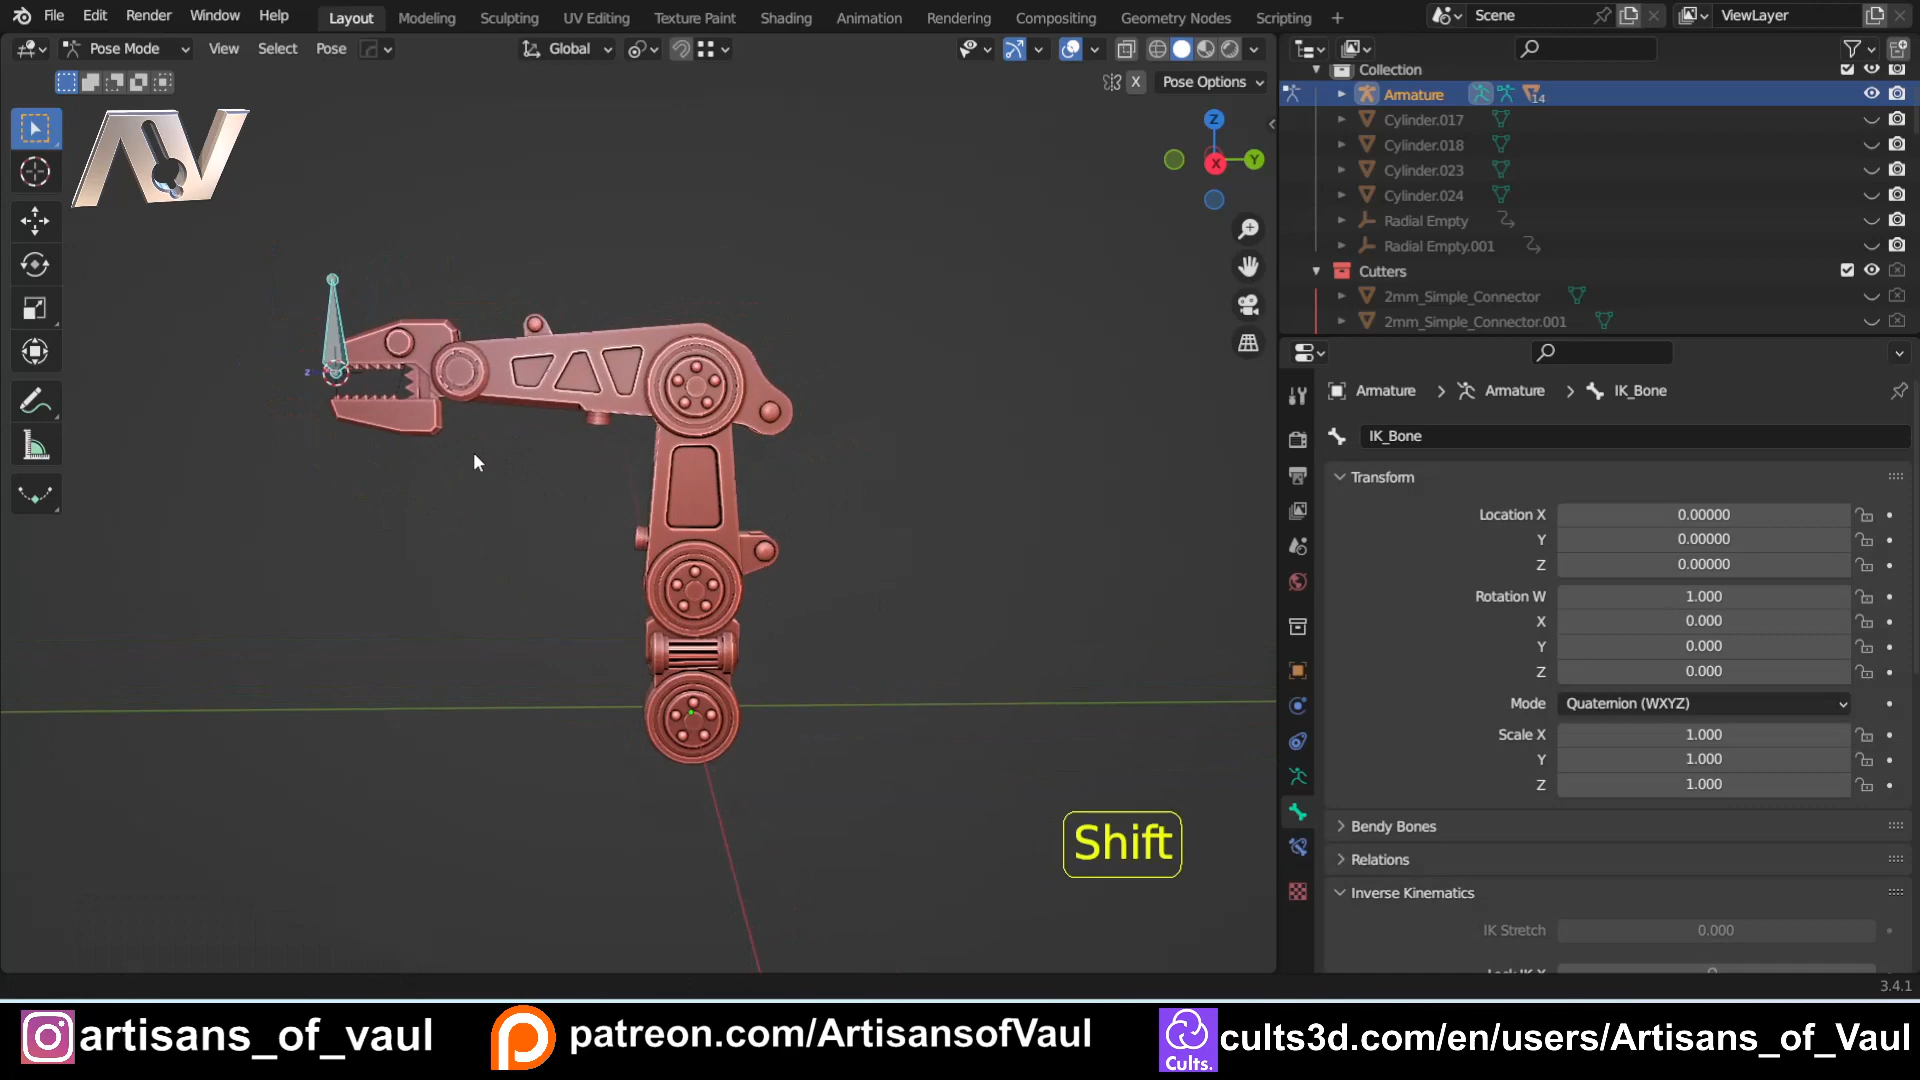 File Edit Render Window Help Layout Modeling Sculpting UV Editing Texture Paint Shading Animation Rendering Compositing Geometry Nodes Scripting + Scene ViewLayer
Pose Mode View Select Pose Global
X Pose Options
AV
Z
X Y
z
Shift
Collection
Armature 14
Cylinder.017
Cylinder.018
Cylinder.023
Cylinder.024
Radial Empty
Radial Empty.001
Cutters
2mm_Simple_Connector
2mm_Simple_Connector.001
Armature > Armature > IK_Bone
IK_Bone
Transform
Location X 0.00000
Y 0.00000
Z 0.00000
Rotation W 1.000
X 0.000
Y 0.000
Z 0.000
Mode Quaternion (WXYZ)
Scale X 1.000
Y 1.000
Z 1.000
Bendy Bones
Relations
Inverse Kinematics
IK Stretch 0.000
Lock IK X
3.4.1
artisans_of_vaul patreon.com/ArtisansofVaul Cults. cults3d.com/en/users/Artisans_of_Vaul